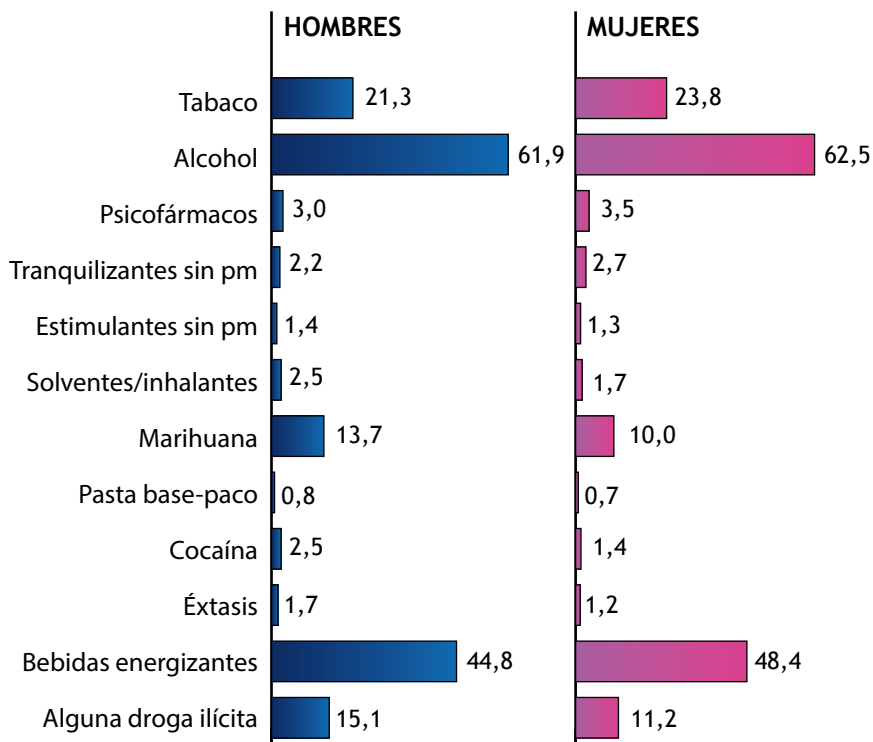 HOMBRES MUJERES
Tabaco 21,3 23,8
Alcohol 61,9 62,5
Psicofármacos 3,0 3,5
Tranquilizantes sin pm 2,2 2,7
Estimulantes sin pm 1,4 1,3
Solventes/inhalantes 2,5 1,7
Marihuana 13,7 10,0
Pasta base-paco 0,8 0,7
Cocaína 2,5 1,4
Éxtasis 1,7 1,2
Bebidas energizantes 44,8 48,4
Alguna droga ilícita 15,1 11,2